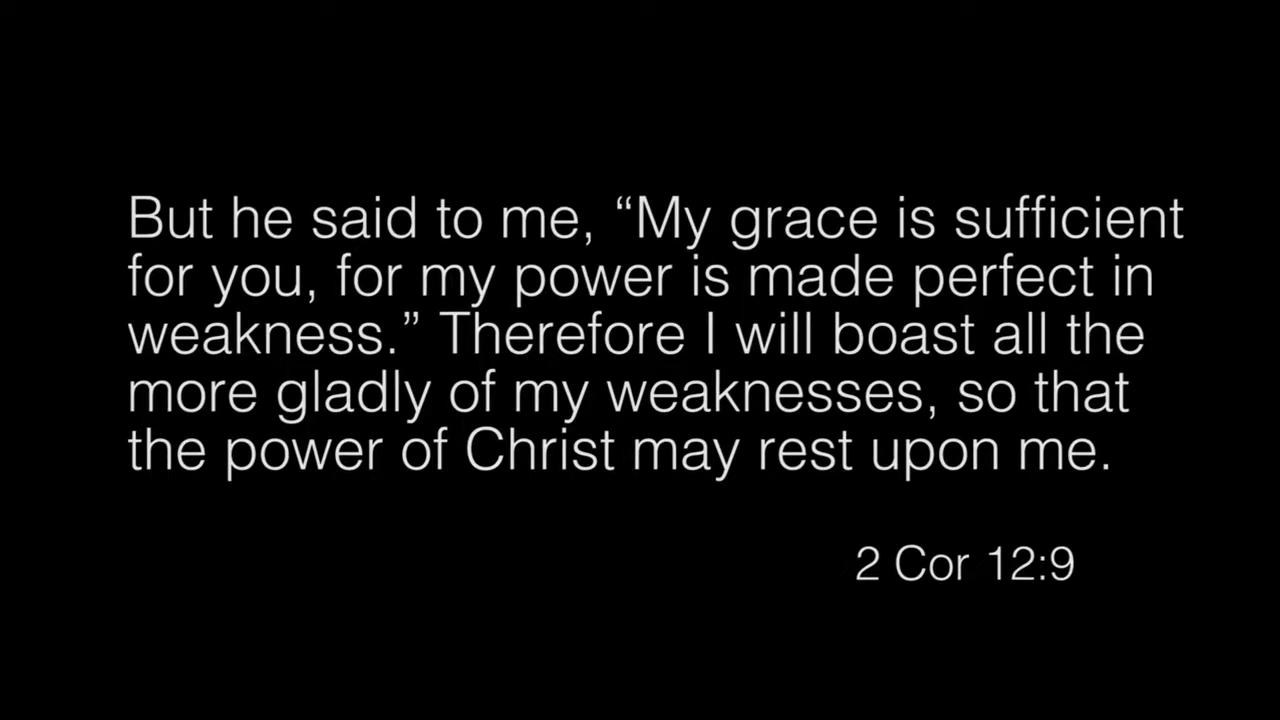 But he said to me, “My grace is sufficient
for you, for my power is made perfect in
weakness.” Therefore I will boast all the
more gladly of my weaknesses, so that
the power of Christ may rest upon me.
2 Cor 12:9